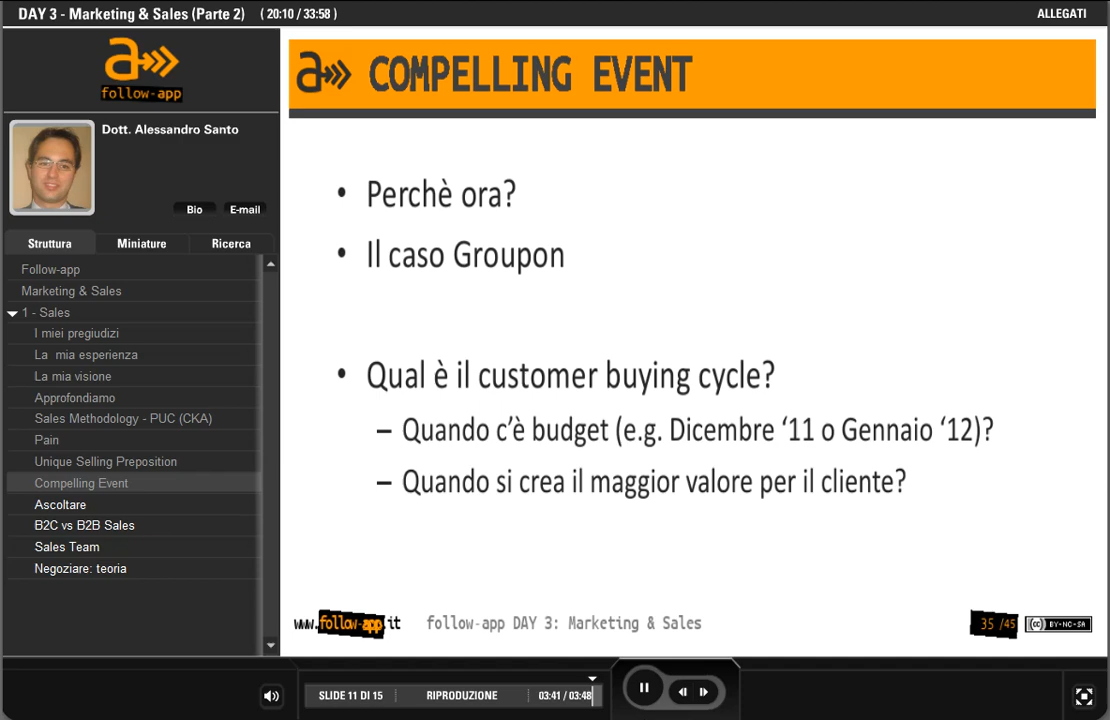 DAY 3 - Marketing & Sales (Parte 2) ( 20:10 / 33:58 ) ALLEGATI
a
follow-app
Dott. Alessandro Santo
Bio E-mail
Struttura Miniature Ricerca
Follow-app
Marketing & Sales
1 - Sales
I miei pregiudizi
La mia esperienza
La mia visione
Approfondiamo
Sales Methodology - PUC (CKA)
Pain
Unique Selling Preposition
Compelling Event
Ascoltare
B2C vs B2B Sales
Sales Team
Negoziare: teoria
a COMPELLING EVENT
• Perchè ora?
• Il caso Groupon
• Qual è il customer buying cycle?
– Quando c’è budget (e.g. Dicembre ‘11 o Gennaio ‘12)?
– Quando si crea il maggior valore per il cliente?
www.follow-app.it follow-app DAY 3: Marketing & Sales 35 /45 (cc) BY-NC-SA
SLIDE 11 DI 15 RIPRODUZIONE 03:41 / 03:48